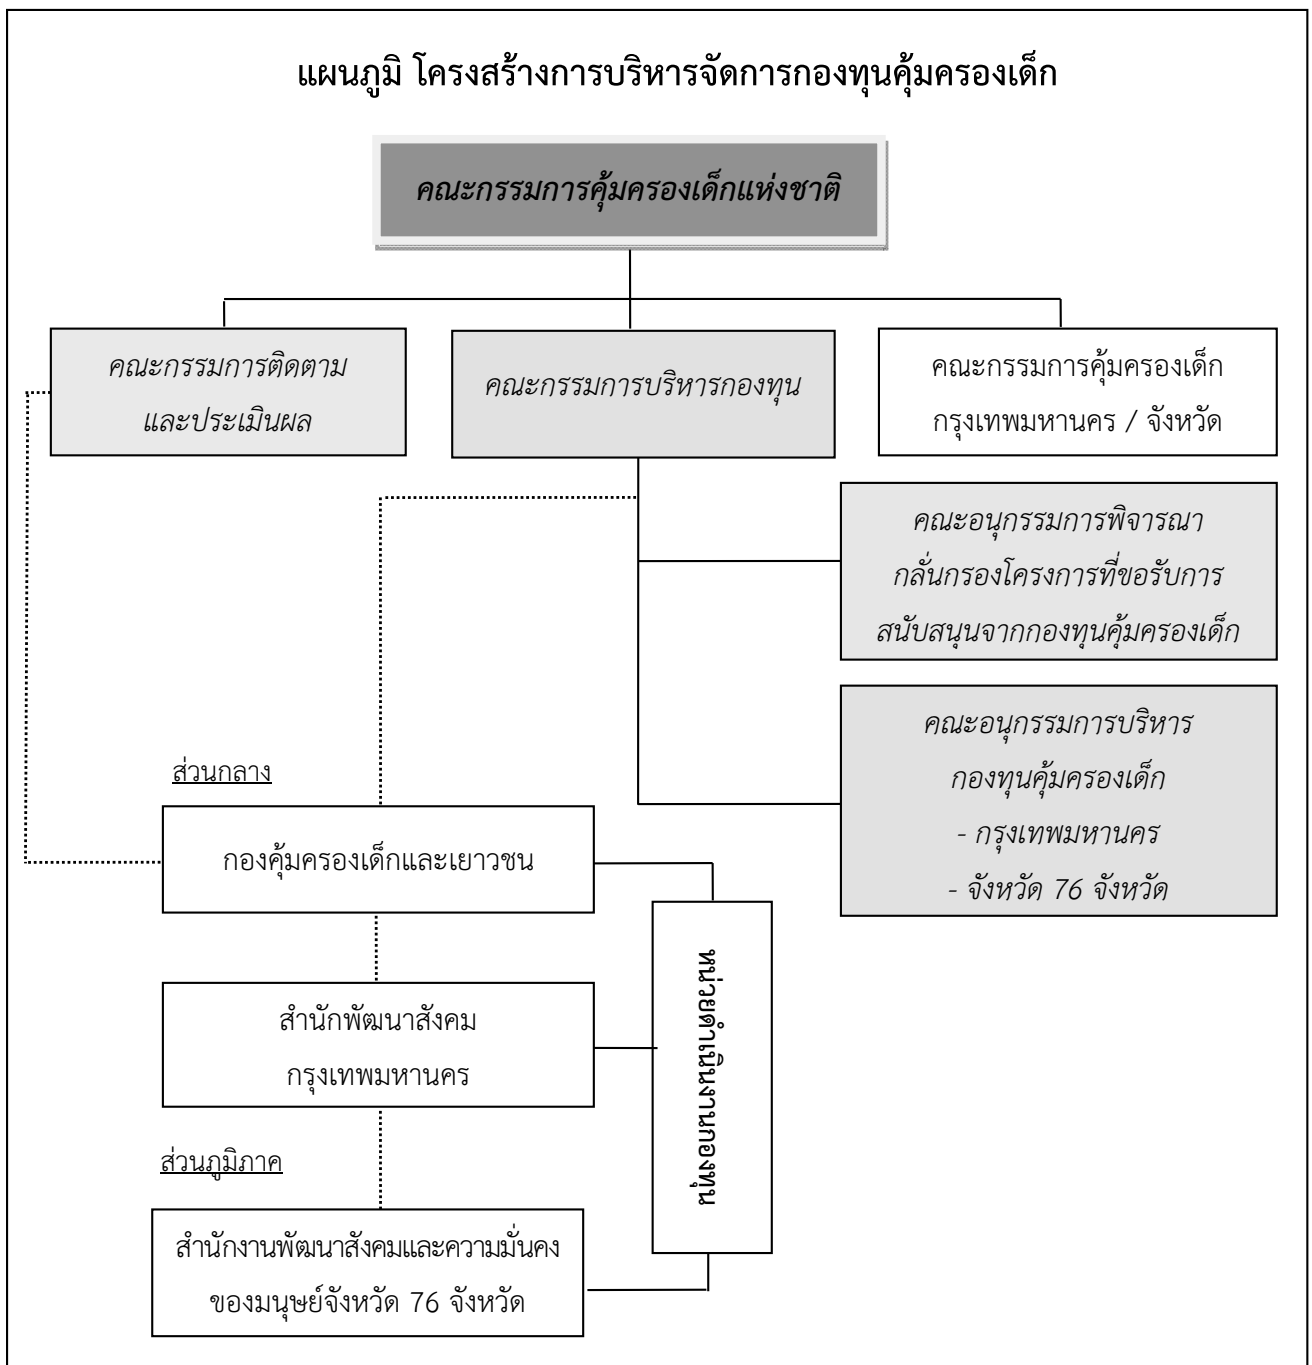 แผนภูมิ โครงสร้างการบริหารจัดการกองทุนคุ้มครองเด็ก
คณะกรรมการคุ้มครองเด็กแห่งชาติ
คณะกรรมการติดตาม
และประเมินผล
คณะกรรมการบริหารกองทุน
คณะกรรมการคุ้มครองเด็ก
กรุงเทพมหานคร / จังหวัด
คณะอนุกรรมการพิจารณา
กลั่นกรองโครงการที่ขอรับการ
สนับสนุนจากกองทุนคุ้มครองเด็ก
คณะอนุกรรมการบริหาร
กองทุนคุ้มครองเด็ก
- กรุงเทพมหานคร
- จังหวัด 76 จังหวัด
ส่วนกลาง
กองคุ้มครองเด็กและเยาวชน
สำนักพัฒนาสังคม
กรุงเทพมหานคร
หน่วยดำเนินงานกองทุน
ส่วนภูมิภาค
สำนักงานพัฒนาสังคมและความมั่นคง
ของมนุษย์จังหวัด 76 จังหวัด